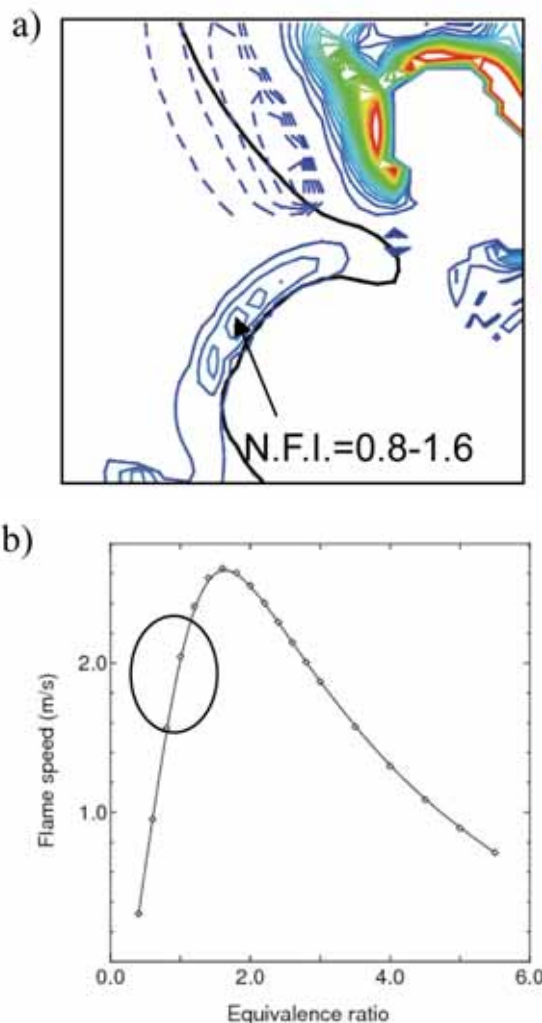 a)
N.F.I.=0.8-1.6
b)
Flame speed (m/s)
2.0
1.0
0.0 2.0 4.0 6.0
Equivalence ratio